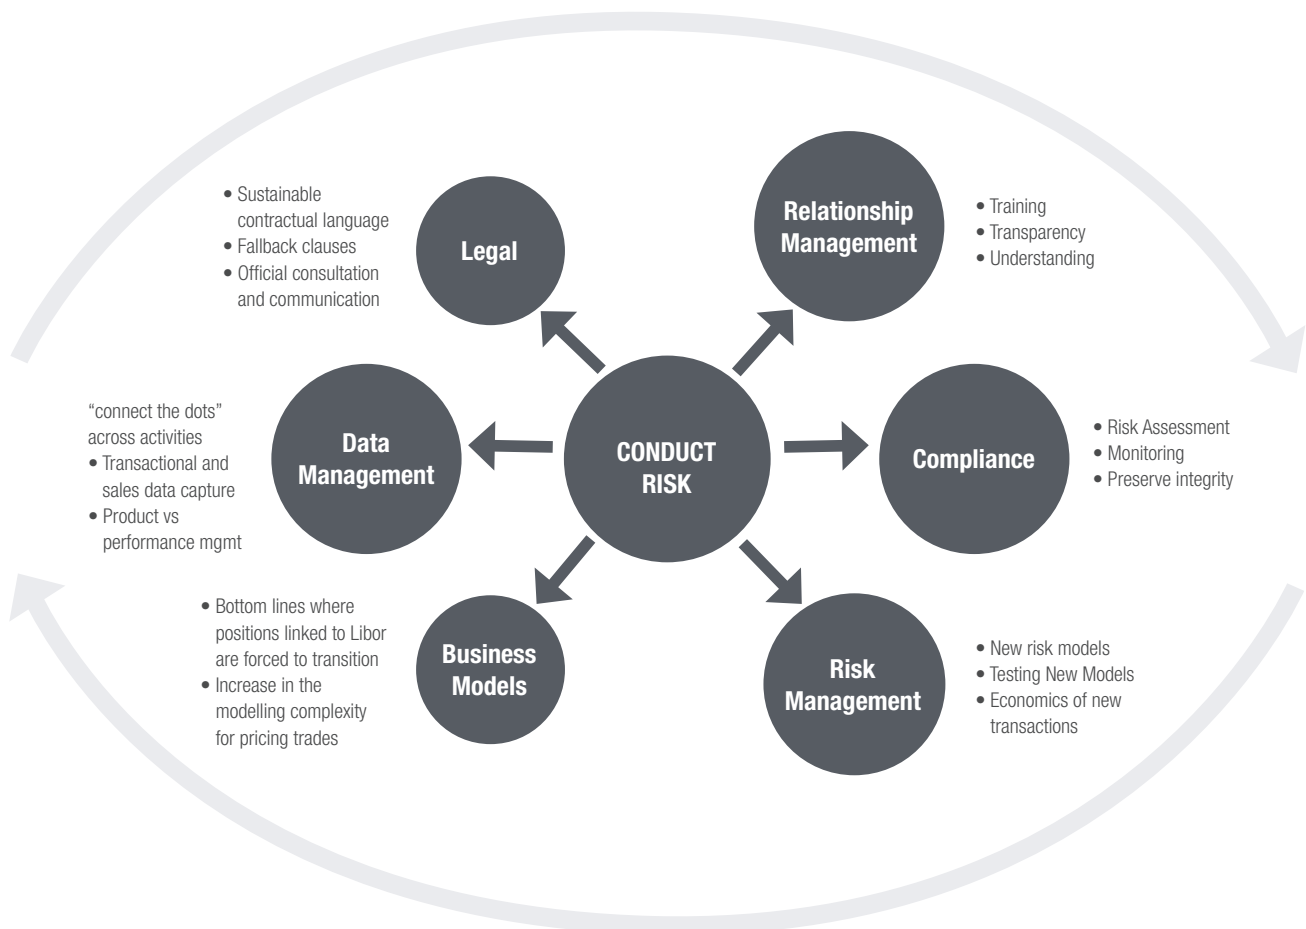 • Sustainable
contractual language
• Fallback clauses
• Official consultation
and communication
Legal
Relationship
Management
• Training
• Transparency
• Understanding
“connect the dots”
across activities
• Transactional and
sales data capture
• Product vs
performance mgmt
Data
Management
CONDUCT
RISK
Compliance
• Risk Assessment
• Monitoring
• Preserve integrity
• Bottom lines where
positions linked to Libor
are forced to transition
• Increase in the
modelling complexity
for pricing trades
Business
Models
Risk
Management
• New risk models
• Testing New Models
• Economics of new
transactions